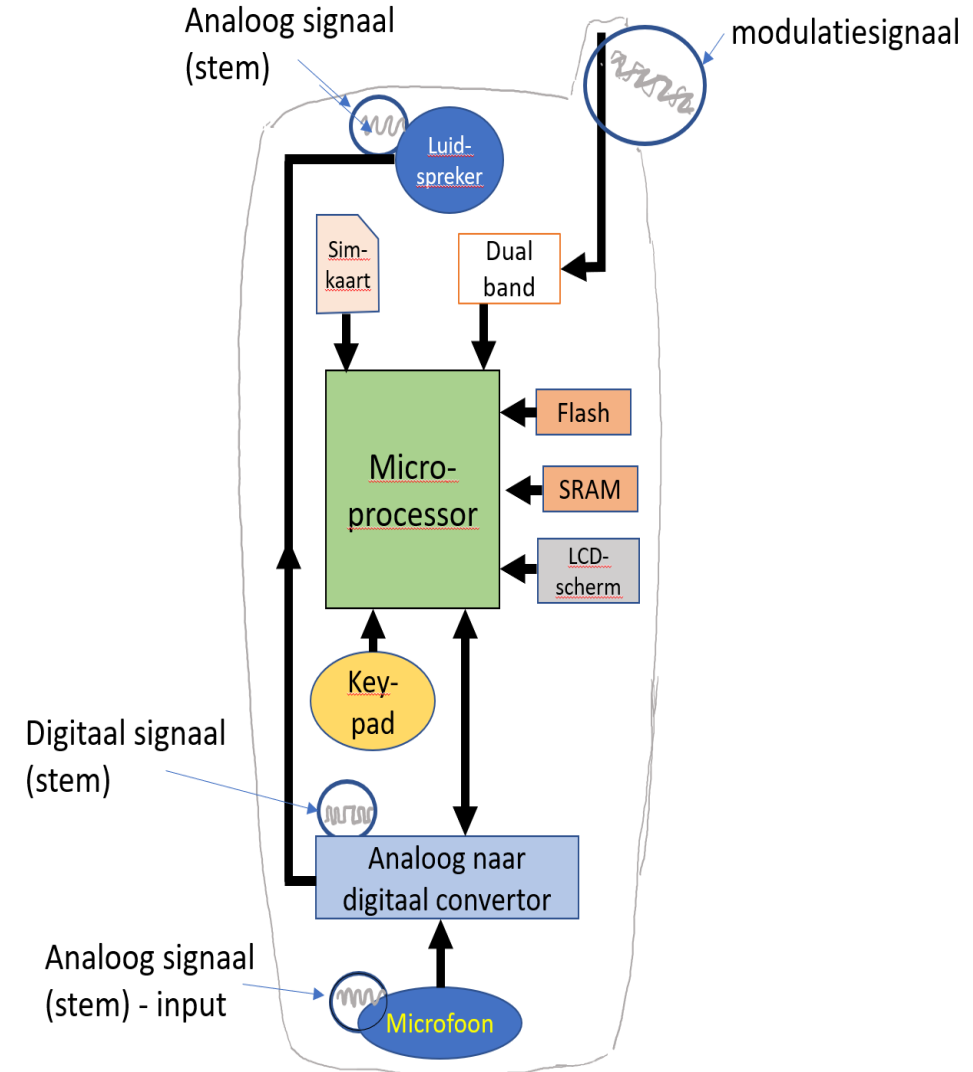 Analoog signaal
(stem)
modulatiesignaal
Luid-
spreker
Sim-
kaart
Dual
band
Flash
Micro-
processor
SRAM
LCD-
scherm
Key-
pad
Digitaal signaal
(stem)
Analoog naar
digitaal convertor
Analoog signaal
(stem) - input
Microfoon